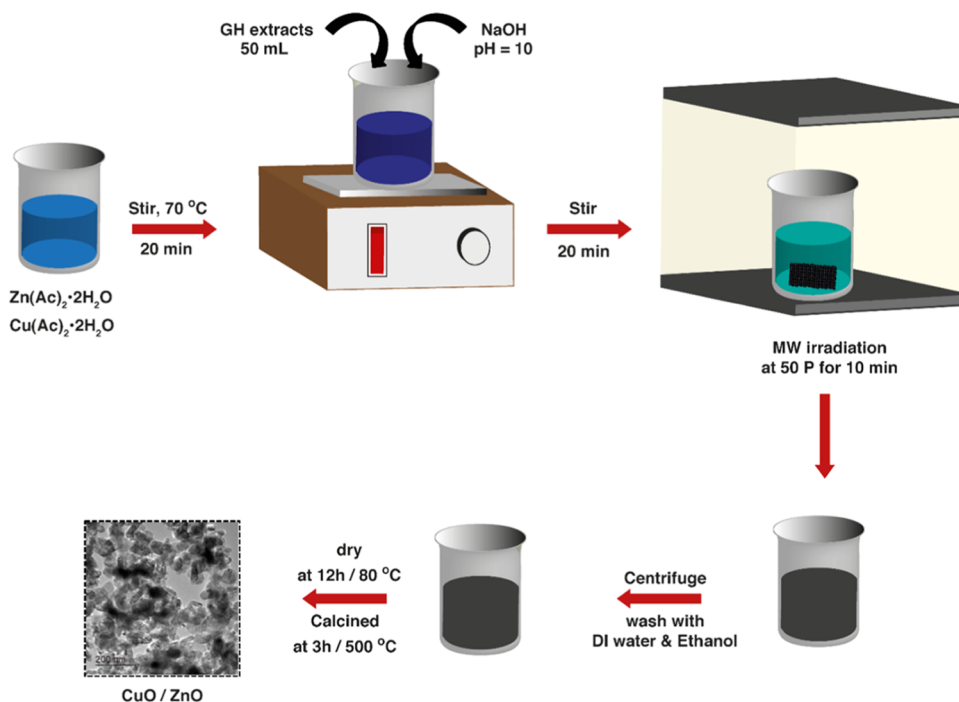 GH extracts
50 mL
NaOH
pH = 10
Stir, 70 °C
20 min
Stir
20 min
Zn(Ac)₂•2H₂O
Cu(Ac)₂•2H₂O
MW irradiation
at 50 P for 10 min
dry
at 12h / 80 °C
Calcined
at 3h / 500 °C
Centrifuge
wash with
DI water & Ethanol
200 nm
CuO / ZnO